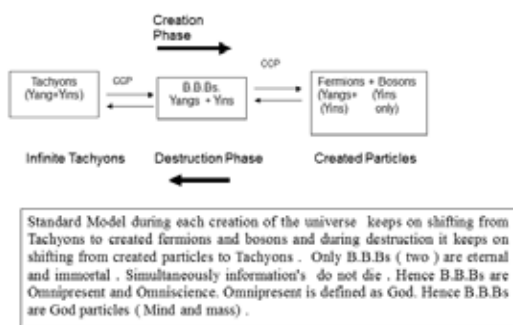 Creation
Phase
CCP
CCP
Tachyons
(Yang+Yins)
B.B.Bs.
Yangs + Yins
Fermions + Bosons
(Yangs+ (Yins
(Yins) only)
Infinite Tachyons
Destruction Phase
Created Particles
Standard Model during each creation of the universe keeps on shifting from
Tachyons to created fermions and bosons and during destruction it keeps on
shifting from created particles to Tachyons . Only B.B.Bs ( two ) are eternal
and immortal . Simultaneously information's do not die . Hence B.B.Bs are
Omnipresent and Omniscience. Omnipresent is defined as God. Hence B.B.Bs
are God particles ( Mind and mass) .